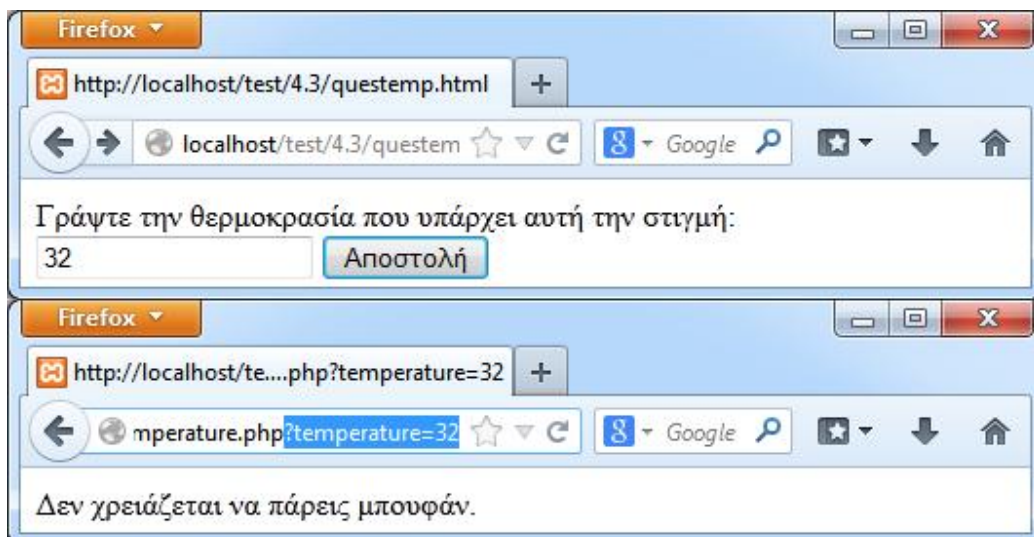 Firefox
http://localhost/test/4.3/questemp.html
localhost/test/4.3/questem Google
Γράψτε την θερμοκρασία που υπάρχει αυτή την στιγμή:
32 Αποστολή
Firefox
http://localhost/te....php?temperature=32
mperature.php?temperature=32 Google
Δεν χρειάζεται να πάρεις μπουφάν.